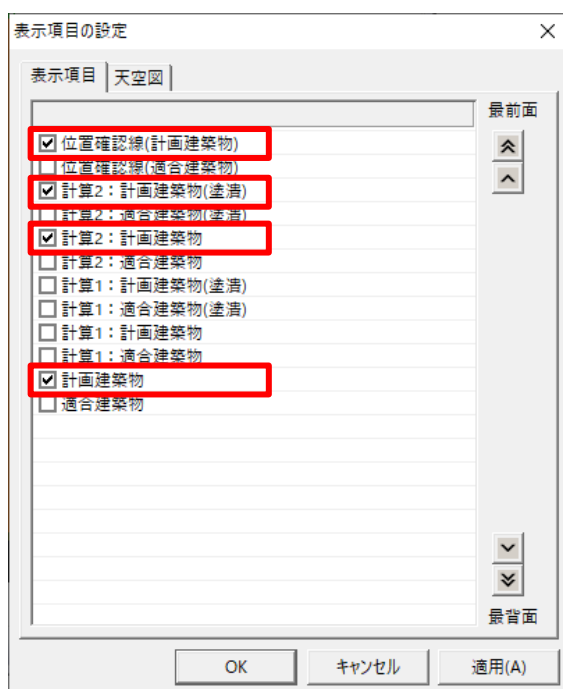 表示項目の設定
表示項目
天空図
最前面
位置確認線(計画建築物)
位置確認線(適合建築物)
計算2：計画建築物(塗潰)
計算2：適合建築物(塗潰)
計算2：計画建築物
計算2：適合建築物
計算1：計画建築物(塗潰)
計算1：適合建築物(塗潰)
計算1：計画建築物
計算1：適合建築物
計画建築物
適合建築物
最背面
OK
キャンセル
適用(A)